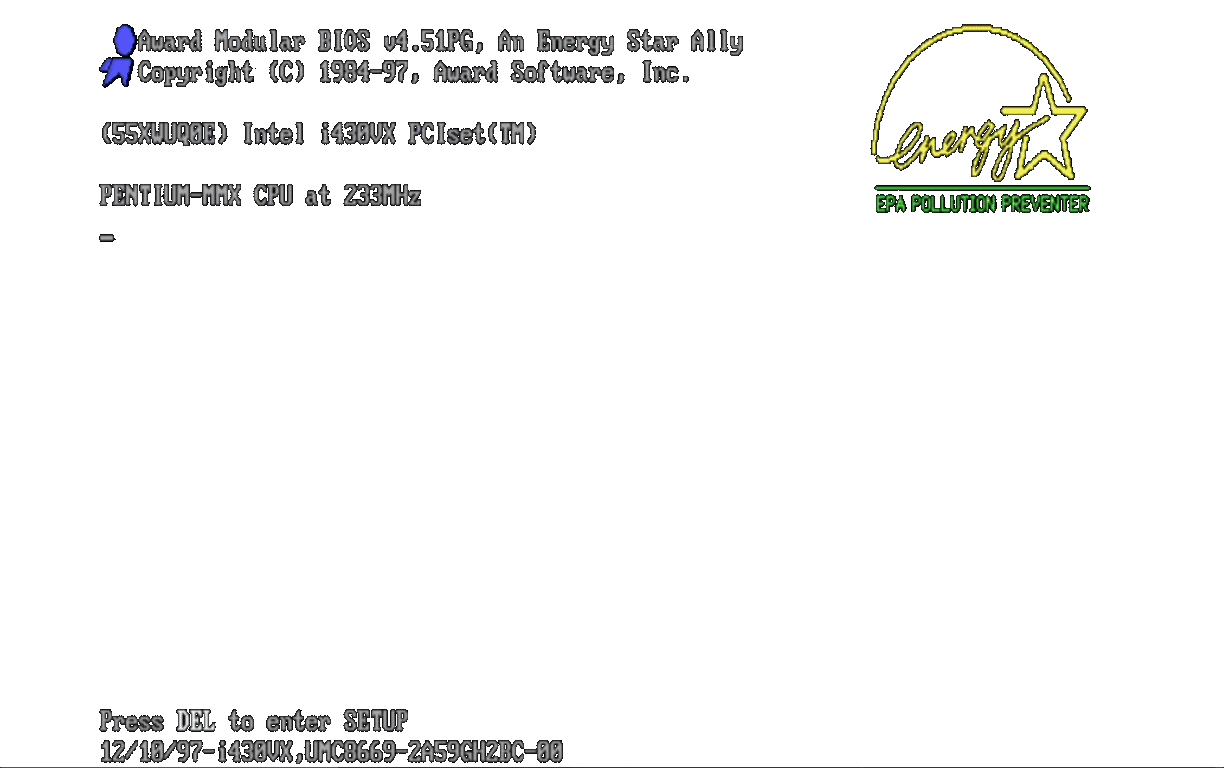 Award Modular BIOS v4.51PG, An Energy Star Ally
Copyright (C) 1984-97, Award Software, Inc.
(55XWUQ0E) Intel i430VX PCIset(TM)
PENTIUM-MMX CPU at 233MHz
energy
EPA POLLUTION PREVENTER
Press DEL to enter SETUP
12/10/97-i430VX,UMC8669-2A59GH2BC-00